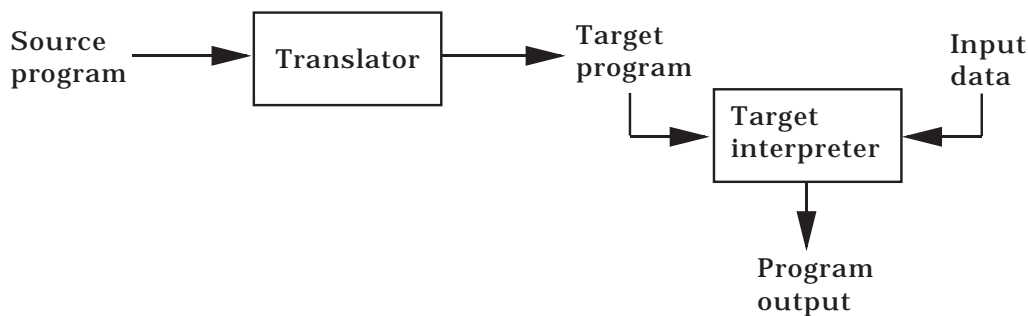 Source
program
Translator
Target
program
Input
data
Target
interpreter
Program
output